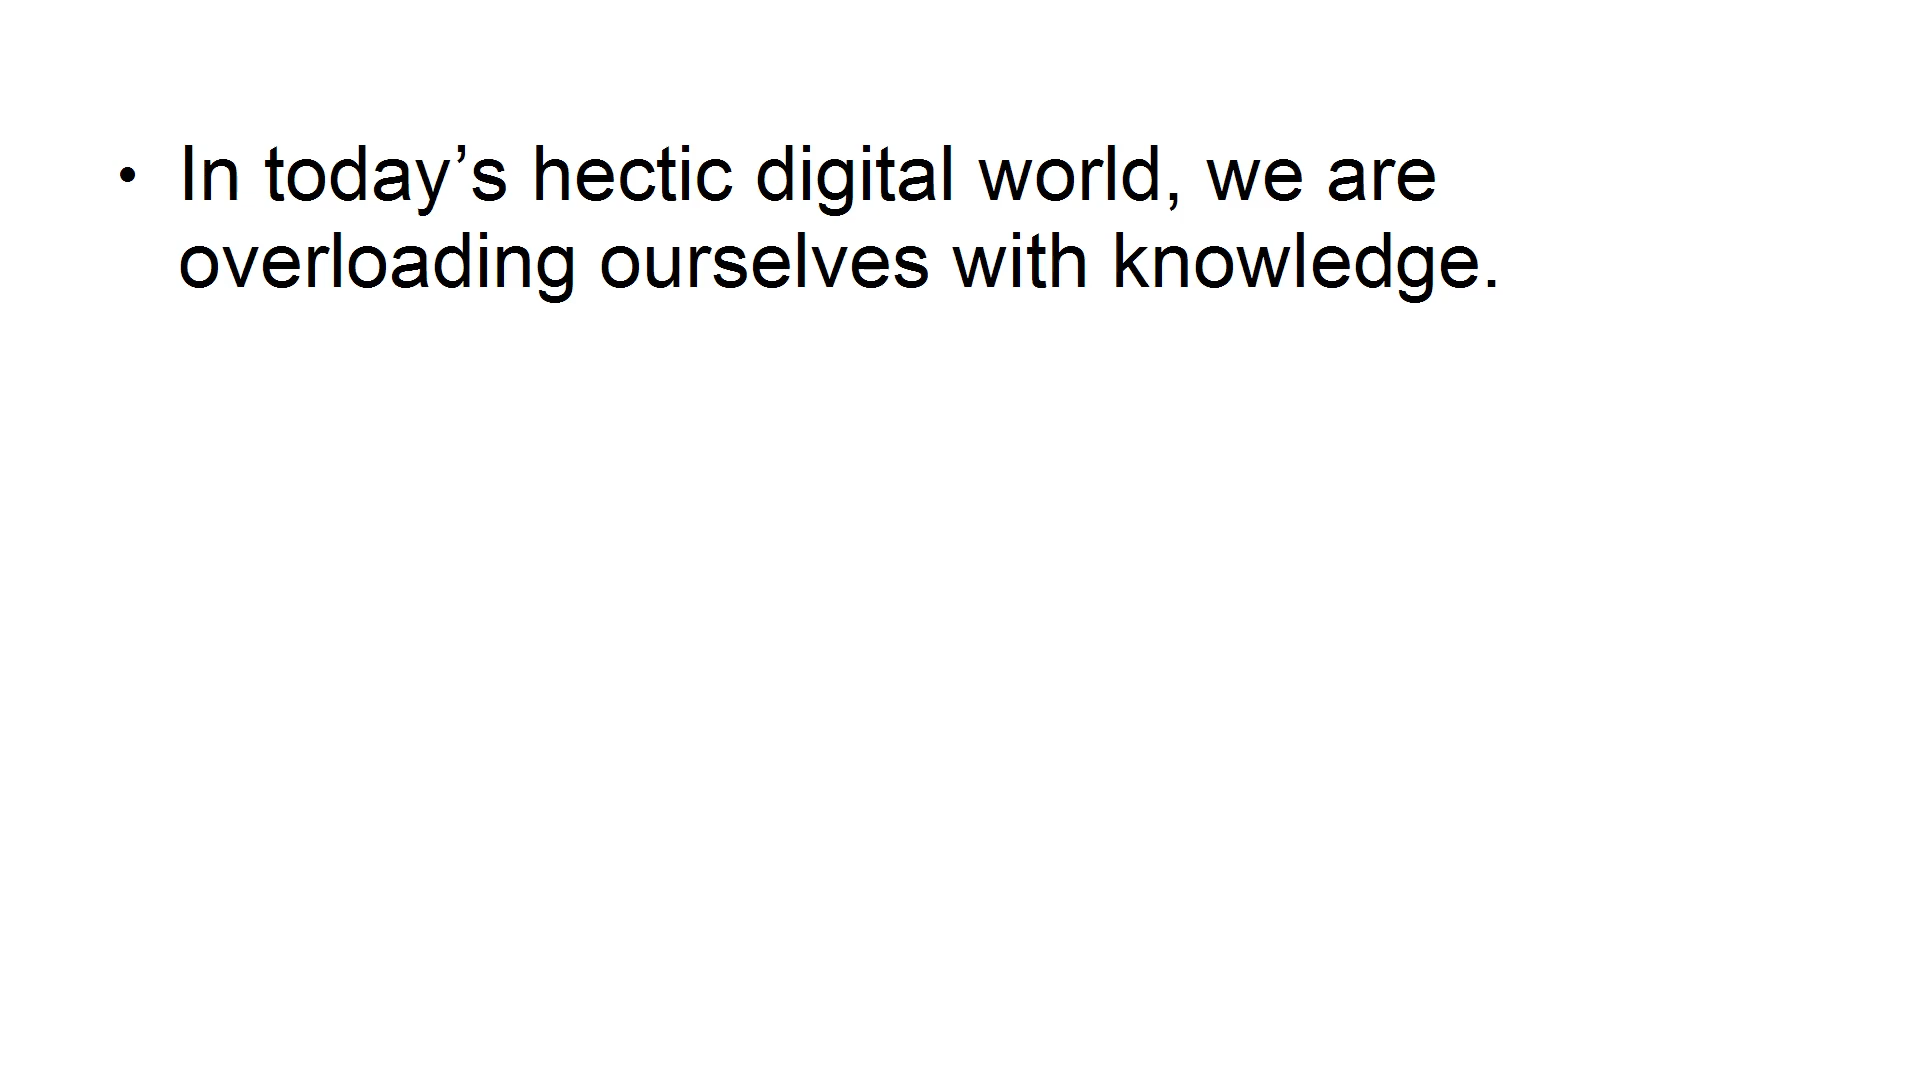 • In today’s hectic digital world, we are
overloading ourselves with knowledge.